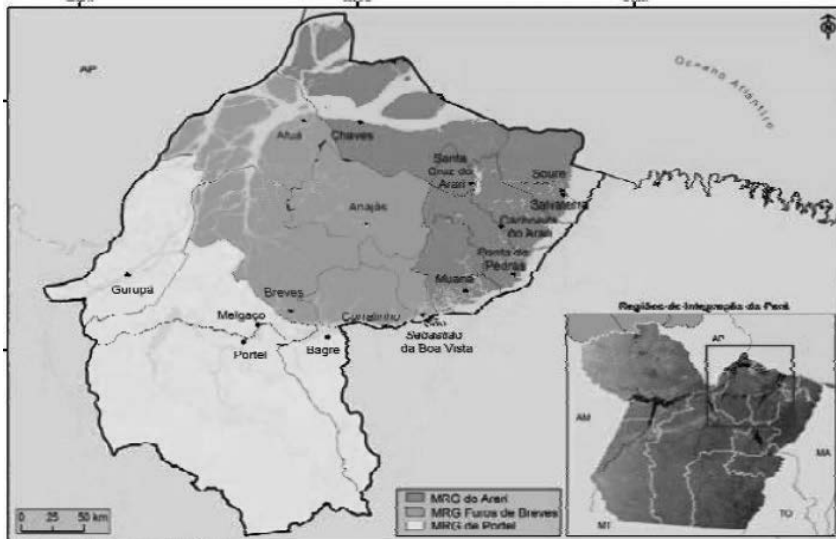 AP
Oceano Atlântico
Afuá
Chaves
Santa
Cruz do
Arari
Soure
Salvaterra
Anajás
Cachoeira
do Arari
Ponta de
Pedras
Muaná
Gurupá
Breves
Curralinho
Melgaço
Portel
Bagre
São
Sebastião
da Boa Vista
Regiões de Integração do Pará
AP
AM
MA
MT
TO
0 25 50 km
MRG do Arari
MRG Furos de Breves
MRG de Portel